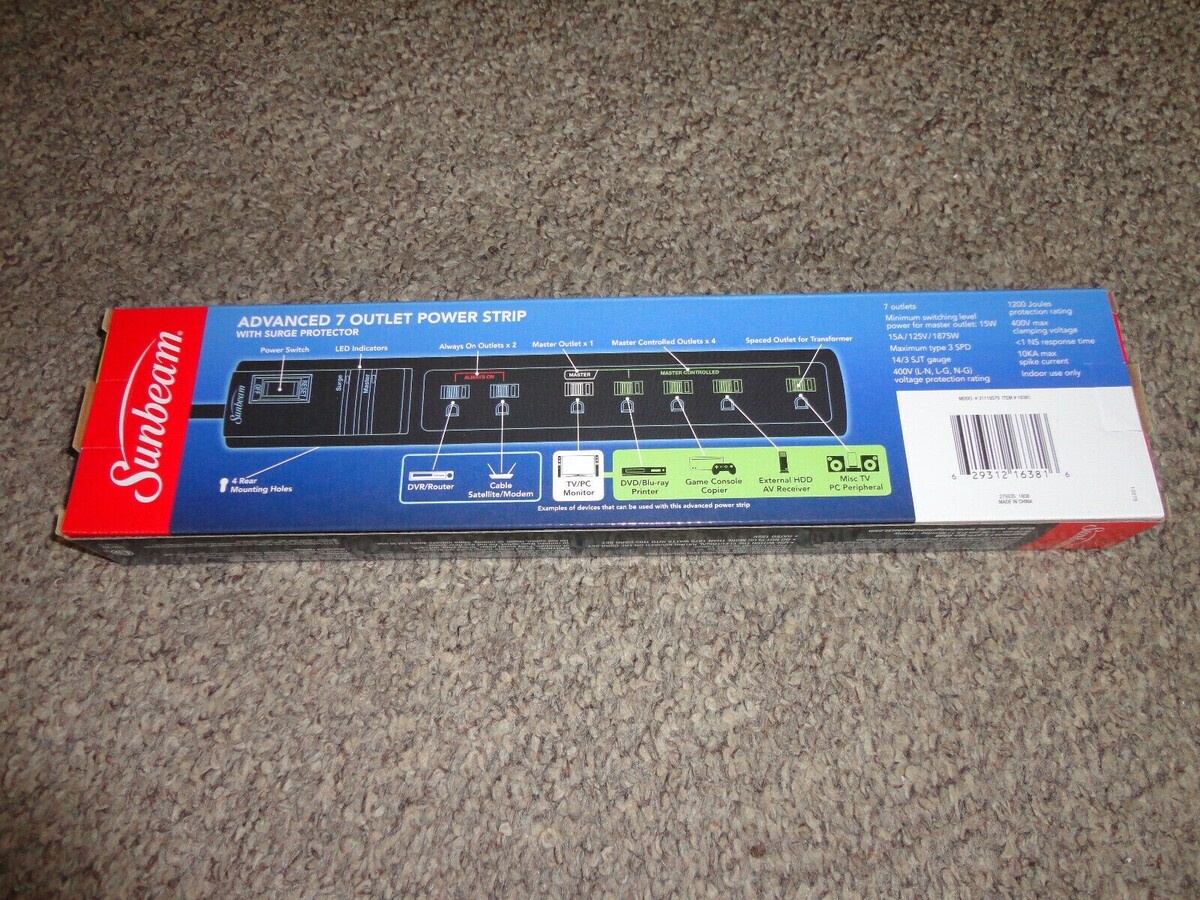 Sunbeam
ADVANCED 7 OUTLET POWER STRIP
WITH SURGE PROTECTOR
Power Switch
LED Indicators
Always On Outlets x 2
Master Outlet x 1
Master Controlled Outlets x 4
Spaced Outlet for Transformer
Sunbeam
OFF
RESET
Surge
Master
ALWAYS ON
MASTER
MASTER CONTROLLED
4 Rear
Mounting Holes
DVR/Router
Cable
Satellite/Modem
TV/PC
Monitor
DVD/Blu-ray
Printer
Game Console
Copier
External HDD
AV Receiver
Misc TV
PC Peripheral
Examples of devices that can be used with this advanced power strip
7 outlets
Minimum switching level
power for master outlet: 15W
15A/125V/1875W
Maximum type 3 SPD
14/3 SJT gauge
400V (L-N, L-G, N-G)
voltage protection rating
1200 Joules
protection rating
400V max
clamping voltage
<1 NS response time
10KA max
spike current
Indoor use only
6 29312 16381 6
MADE IN CHINA